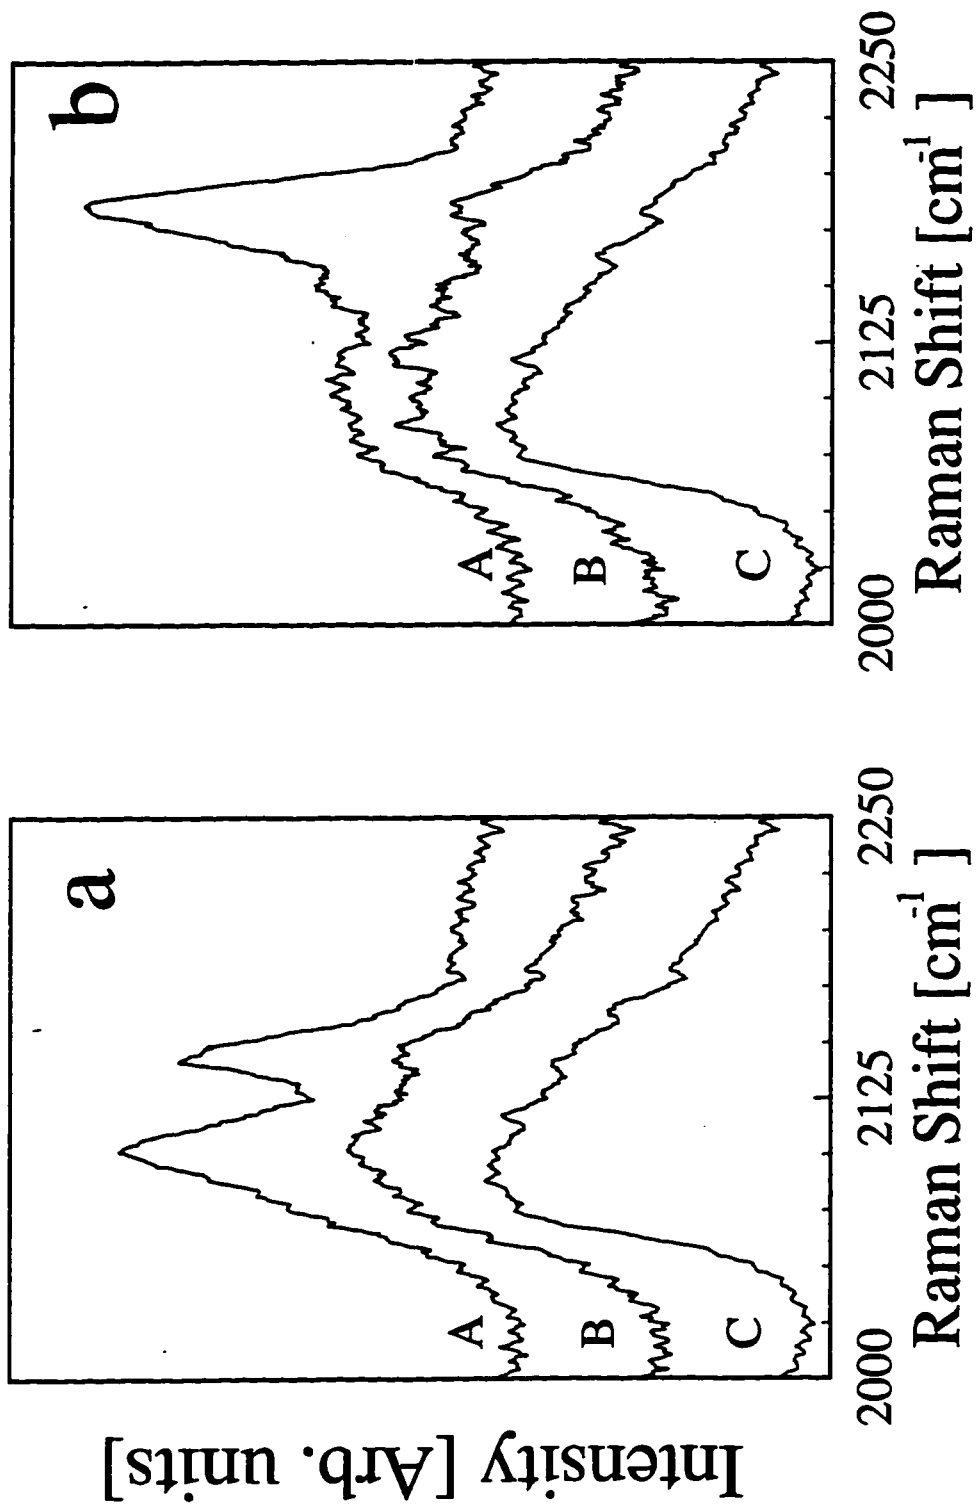 Intensity [Arb. units]
a
A
B
C
2000 2125 2250
Raman Shift [cm-1 ]
b
A
B
C
2000 2125 2250
Raman Shift [cm-1 ]